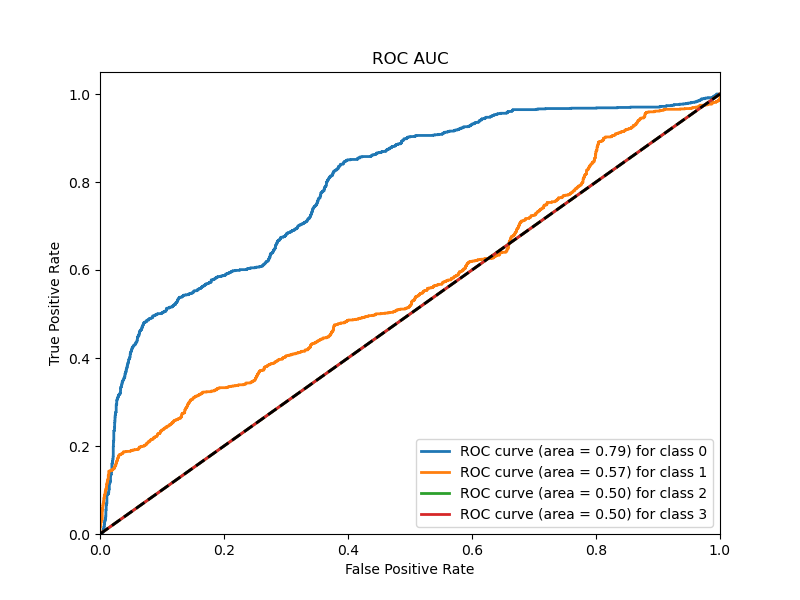 ROC AUC
True Positive Rate
1.0
0.8
0.6
0.4
0.2
0.0
ROC curve (area = 0.79) for class 0
ROC curve (area = 0.57) for class 1
ROC curve (area = 0.50) for class 2
ROC curve (area = 0.50) for class 3
0.0 0.2 0.4 0.6 0.8 1.0
False Positive Rate